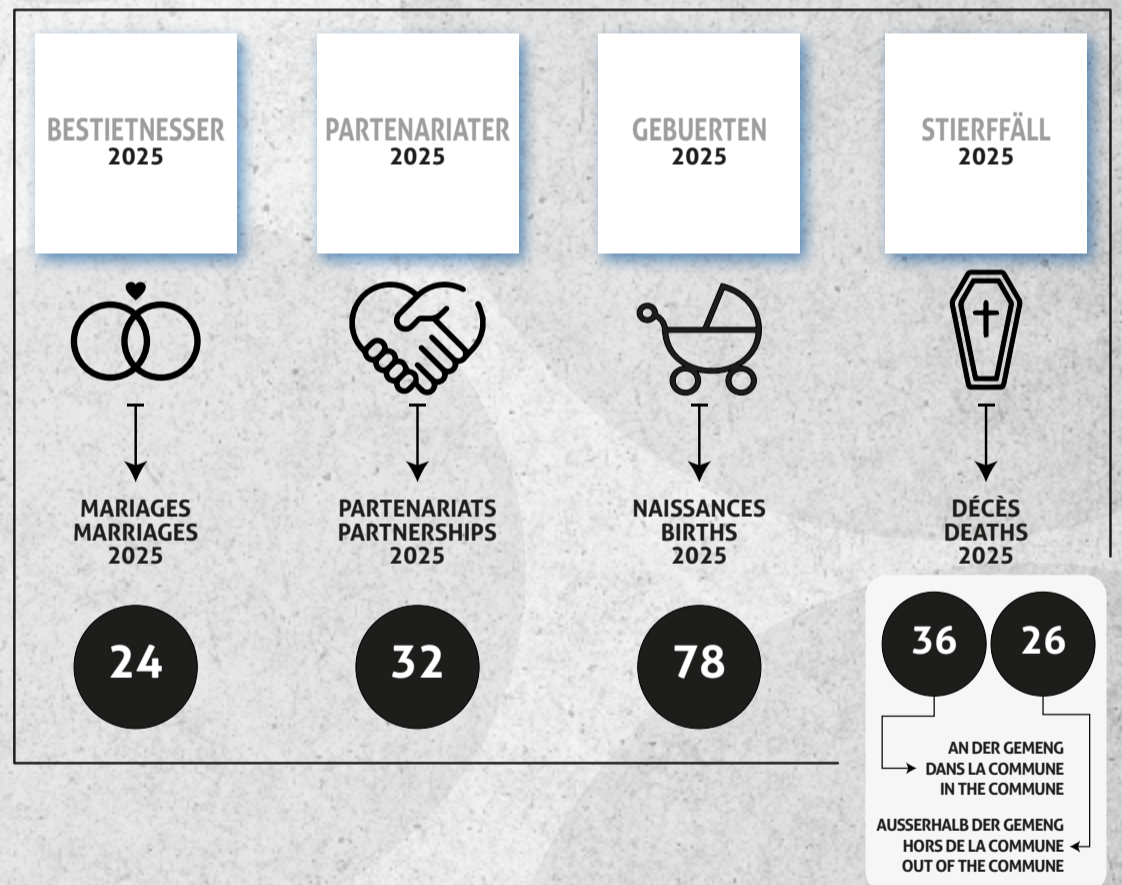 BESTIETNESSER
2025
PARTENARIATER
2025
GEBUERTEN
2025
STIERFFÄLL
2025
MARIAGES
MARRIAGES
2025
PARTENARIATS
PARTNERSHIPS
2025
NAISSANCES
BIRTHS
2025
DÉCÈS
DEATHS
2025
24
32
78
36
26
AN DER GEMENG
DANS LA COMMUNE
IN THE COMMUNE
AUSSERHALB DER GEMENG
HORS DE LA COMMUNE
OUT OF THE COMMUNE